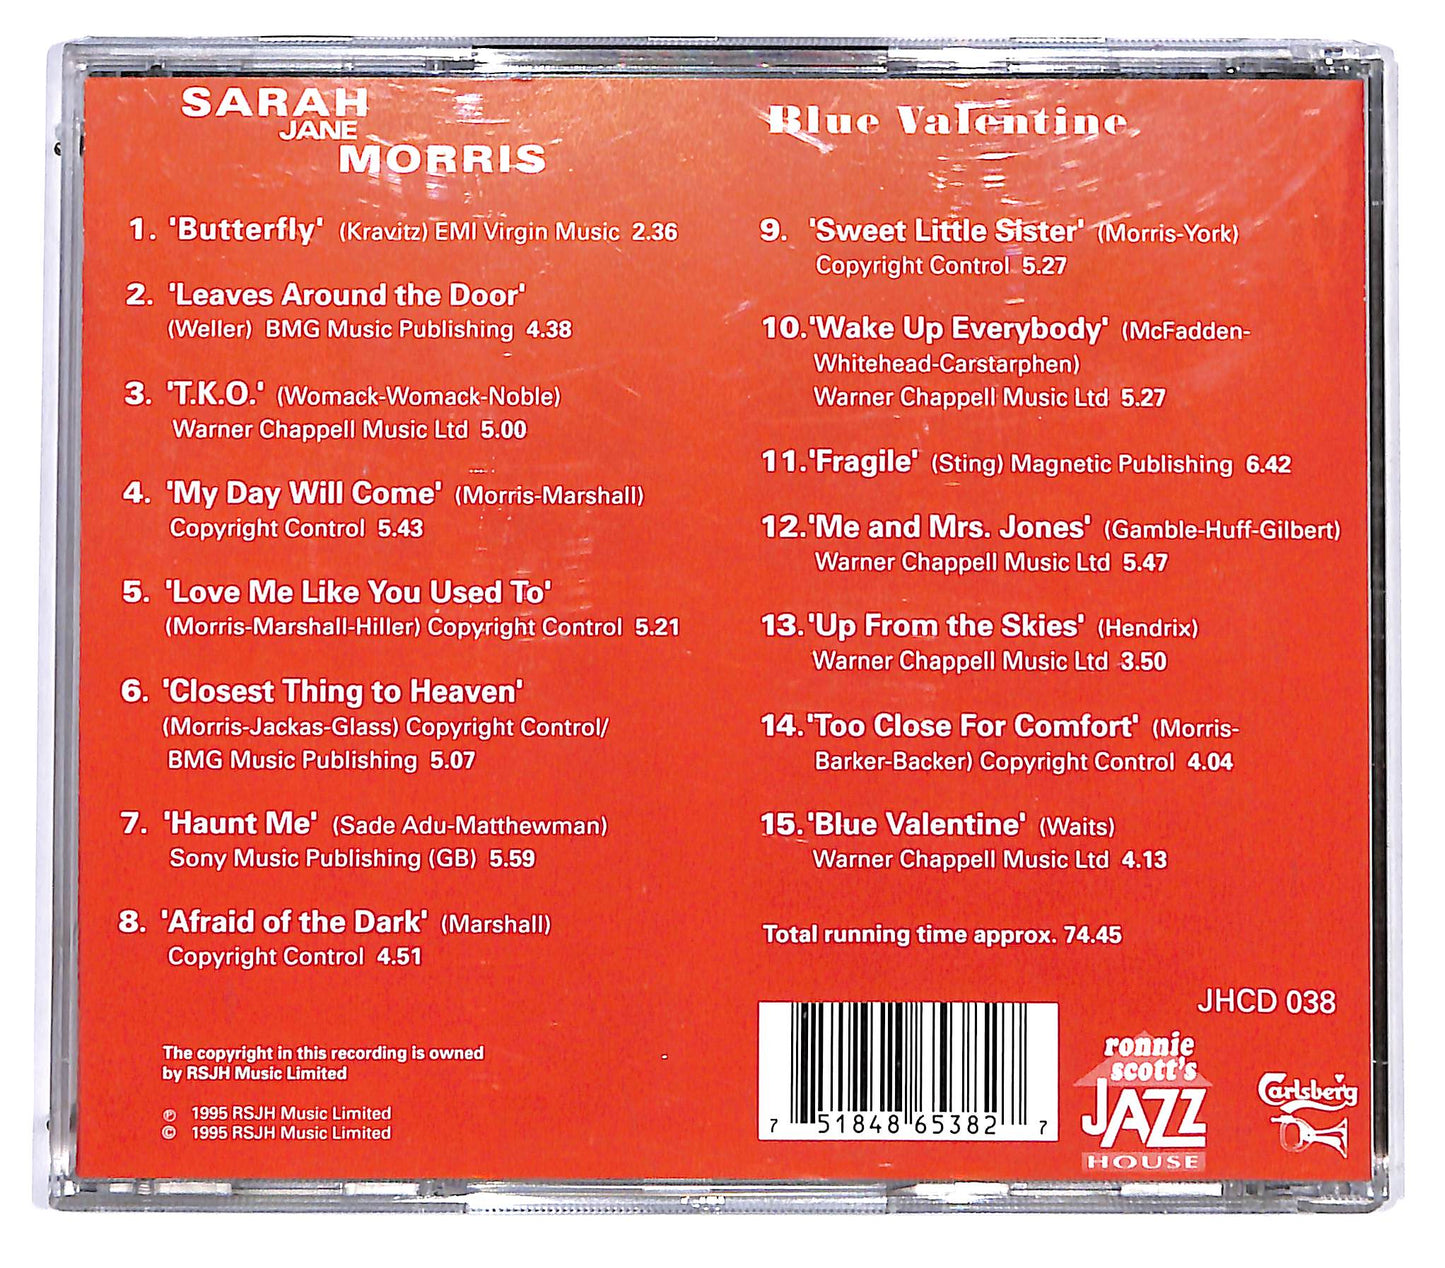 SARAH
JANE
MORRIS
1. 'Butterfly' (Kravitz) EMI Virgin Music 2.36
2. 'Leaves Around the Door'
(Weller) BMG Music Publishing 4.38
3. 'T.K.O.' (Womack-Womack-Noble)
Warner Chappell Music Ltd 5.00
4. 'My Day Will Come' (Morris-Marshall)
Copyright Control 5.43
5. 'Love Me Like You Used To'
(Morris-Marshall-Hiller) Copyright Control 5.21
6. 'Closest Thing to Heaven'
(Morris-Jackas-Glass) Copyright Control/
BMG Music Publishing 5.07
7. 'Haunt Me' (Sade Adu-Matthewman)
Sony Music Publishing (GB) 5.59
8. 'Afraid of the Dark' (Marshall)
Copyright Control 4.51
The copyright in this recording is owned
by RSJH Music Limited
℗ 1995 RSJH Music Limited
© 1995 RSJH Music Limited
Blue Valentine
9. 'Sweet Little Sister' (Morris-York)
Copyright Control 5.27
10. 'Wake Up Everybody' (McFadden-
Whitehead-Carstarphen)
Warner Chappell Music Ltd 5.27
11. 'Fragile' (Sting) Magnetic Publishing 6.42
12. 'Me and Mrs. Jones' (Gamble-Huff-Gilbert)
Warner Chappell Music Ltd 5.47
13. 'Up From the Skies' (Hendrix)
Warner Chappell Music Ltd 3.50
14. 'Too Close For Comfort' (Morris-
Barker-Backer) Copyright Control 4.04
15. 'Blue Valentine' (Waits)
Warner Chappell Music Ltd 4.13
Total running time approx. 74.45
JHCD 038
7 51848 65382 7
ronnie
scott's
JAZZ
HOUSE
Carlsberg